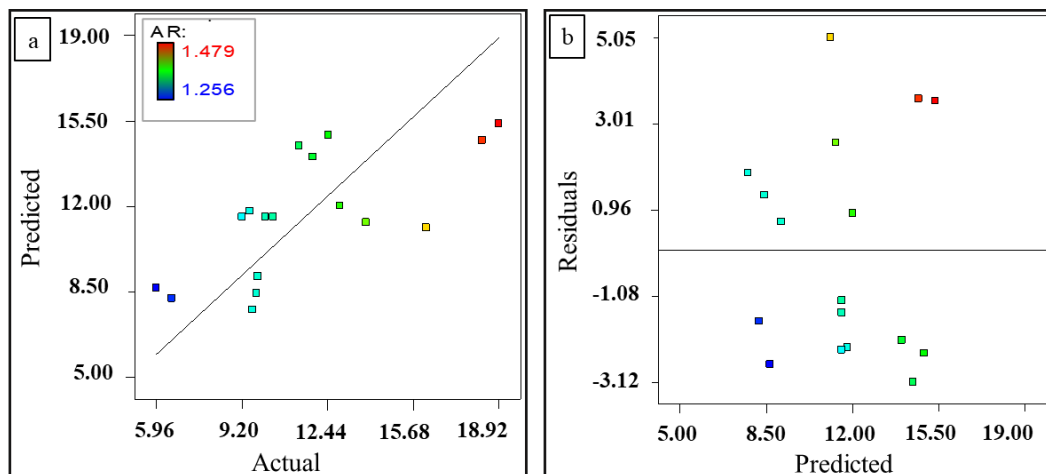 a
AR:
1.479
1.256
19.00
15.50
12.00
8.50
5.00
Predicted
5.96 9.20 12.44 15.68 18.92
Actual
b
5.05
3.01
0.96
-1.08
-3.12
Residuals
5.00 8.50 12.00 15.50 19.00
Predicted